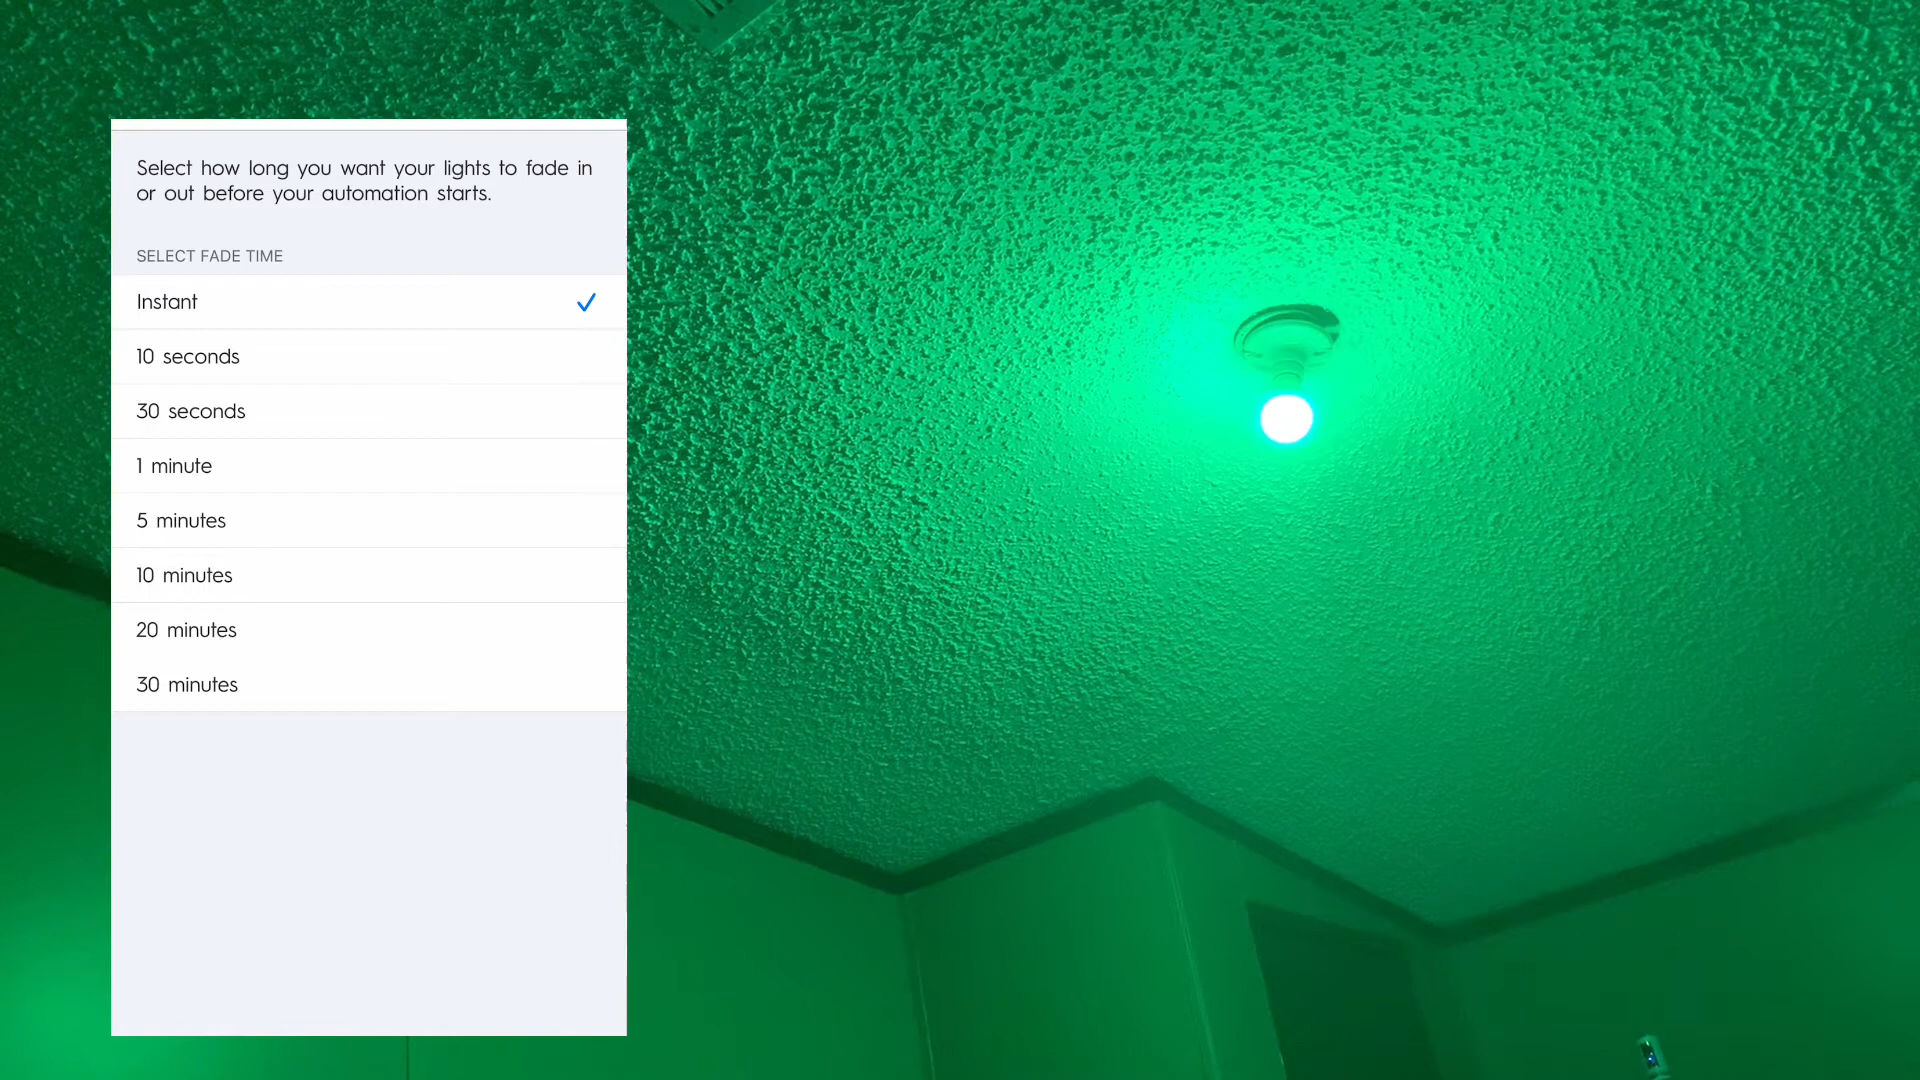 Select how long you want your lights to fade in
or out before your automation starts.
SELECT FADE TIME
Instant
10 seconds
30 seconds
1 minute
5 minutes
10 minutes
20 minutes
30 minutes